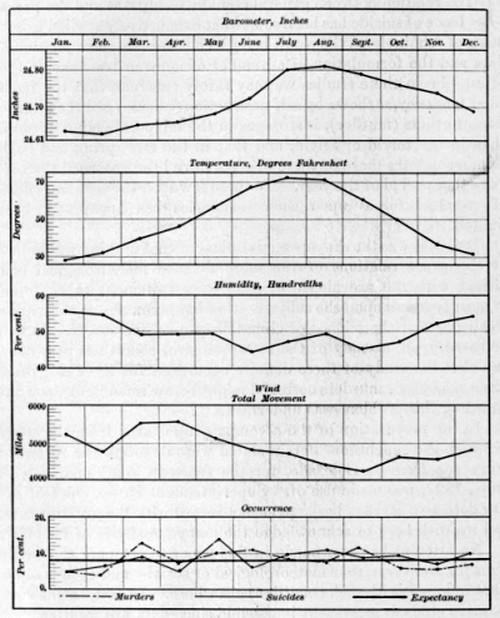 Barometer, Inches
Jan. Feb. Mar. Apr. May June July Aug. Sept. Oct. Nov. Dec.
Inches
24.80
24.70
24.61
Temperature, Degrees Fahrenheit
Degrees
70
50
30
Humidity, Hundredths
Per cent.
60
50
40
Wind
Total Movement
Miles
6000
5000
4000
Occurrence
Per cent.
20.
10.
0.
Murders Suicides Expectancy